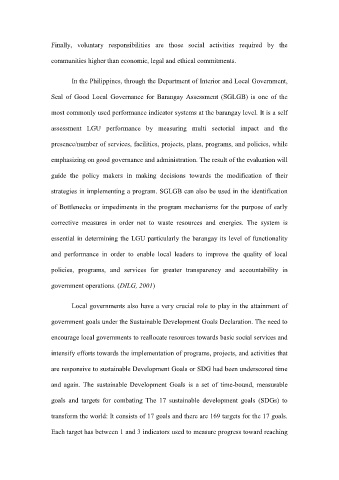 Finally, voluntary responsibilities are those social activities required by the
communities higher than economic, legal and ethical commitments.
In the Philippines, through the Department of Interior and Local Government,
Seal of Good Local Governance for Barangay Assessment (SGLGB) is one of the
most commonly used performance indicator systems at the barangay level. It is a self
assessment LGU performance by measuring multi sectorial impact and the
presence/number of services, facilities, projects, plans, programs, and policies, while
emphasizing on good governance and administration. The result of the evaluation will
guide the policy makers in making decisions towards the modification of their
strategies in implementing a program. SGLGB can also be used in the identification
of Bottlenecks or impediments in the program mechanisms for the purpose of early
corrective measures in order not to waste resources and energies. The system is
essential in determining the LGU particularly the barangay its level of functionality
and performance in order to enable local leaders to improve the quality of local
policies, programs, and services for greater transparency and accountability in
government operations. (DILG, 2001)
Local governments also have a very crucial role to play in the attainment of
government goals under the Sustainable Development Goals Declaration. The need to
encourage local governments to reallocate resources towards basic social services and
intensify efforts towards the implementation of programs, projects, and activities that
are responsive to sustainable Development Goals or SDG had been underscored time
and again. The sustainable Development Goals is a set of time-bound, measurable
goals and targets for combating The 17 sustainable development goals (SDGs) to
transform the world: It consists of 17 goals and there are 169 targets for the 17 goals.
Each target has between 1 and 3 indicators used to measure progress toward reaching